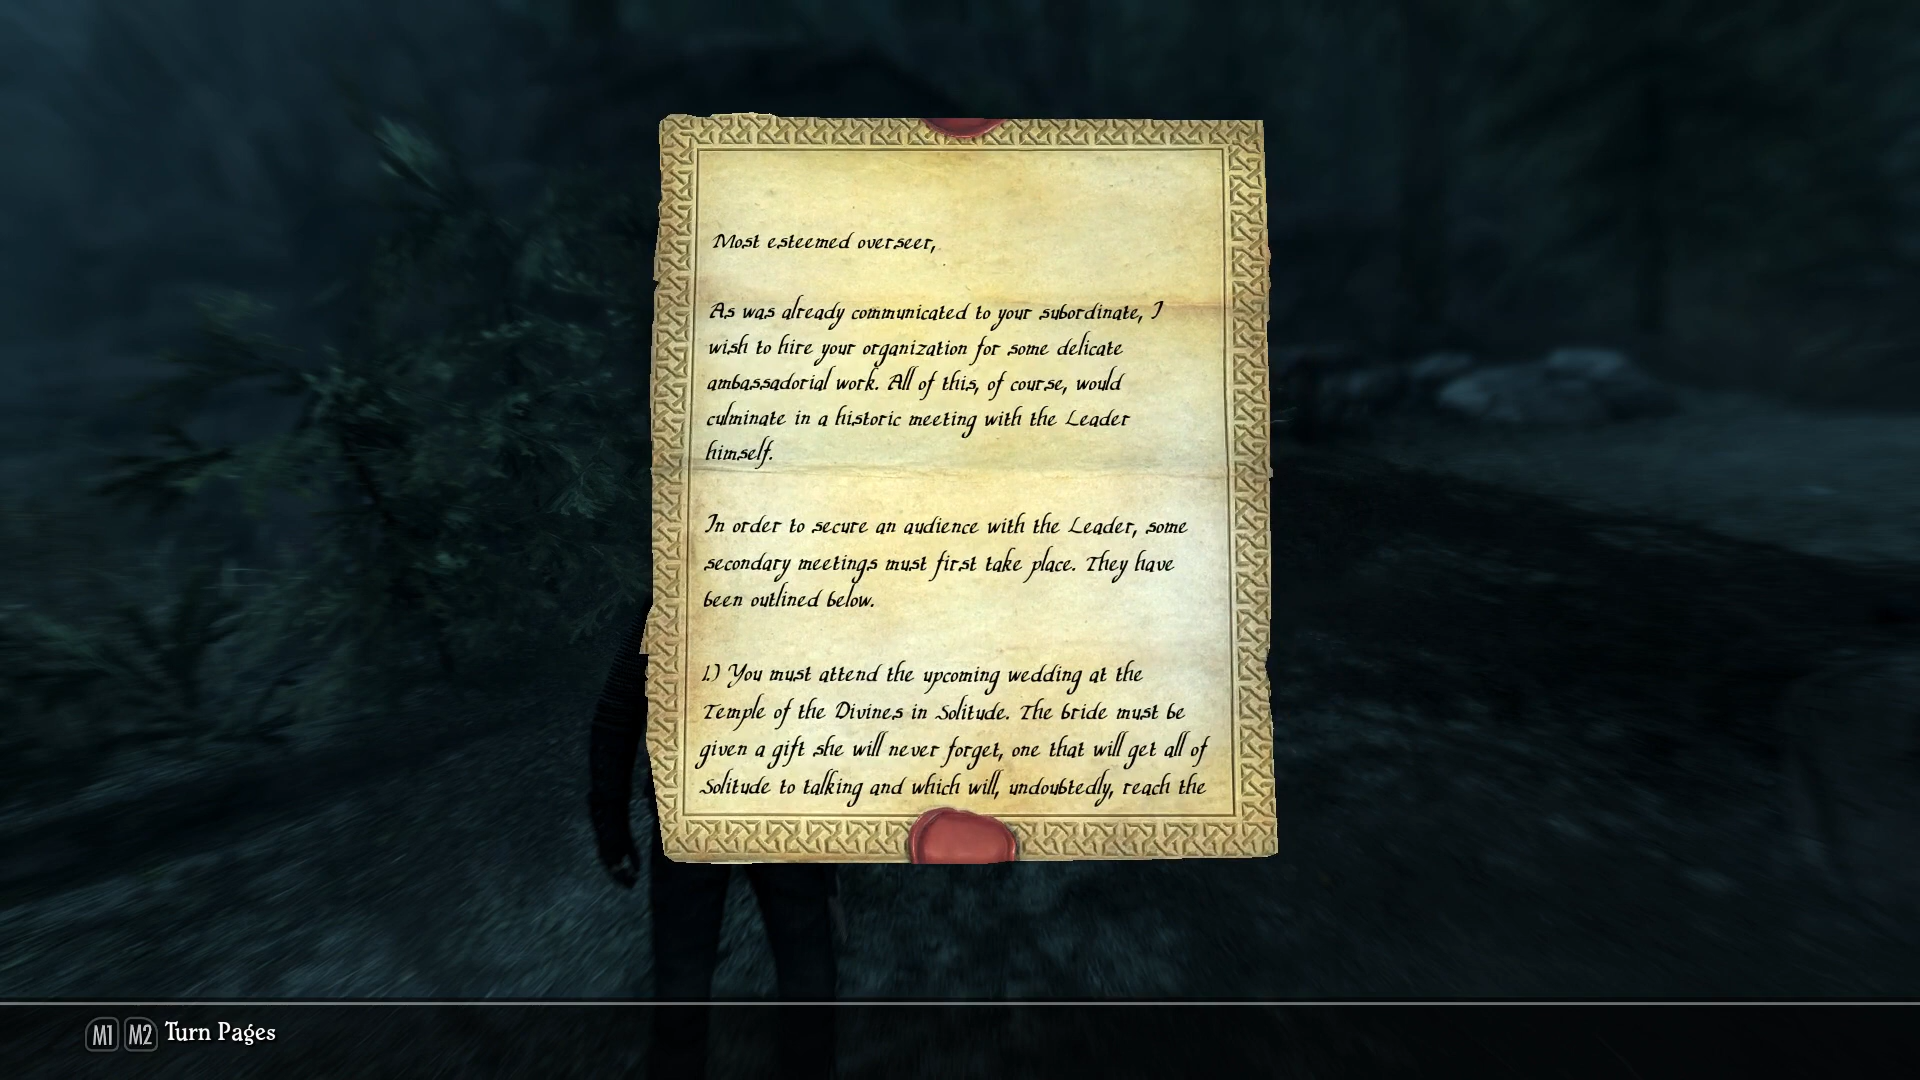 Most esteemed overseer,
As was already communicated to your subordinate, I
wish to hire your organization for some delicate
ambassadorial work. All of this, of course, would
culminate in a historic meeting with the Leader
himself.
In order to secure an audience with the Leader, some
secondary meetings must first take place. They have
been outlined below.
1.) You must attend the upcoming wedding at the
Temple of the Divines in Solitude. The bride must be
given a gift she will never forget, one that will get all of
Solitude to talking and which will, undoubtedly, reach the
M1 M2 Turn Pages